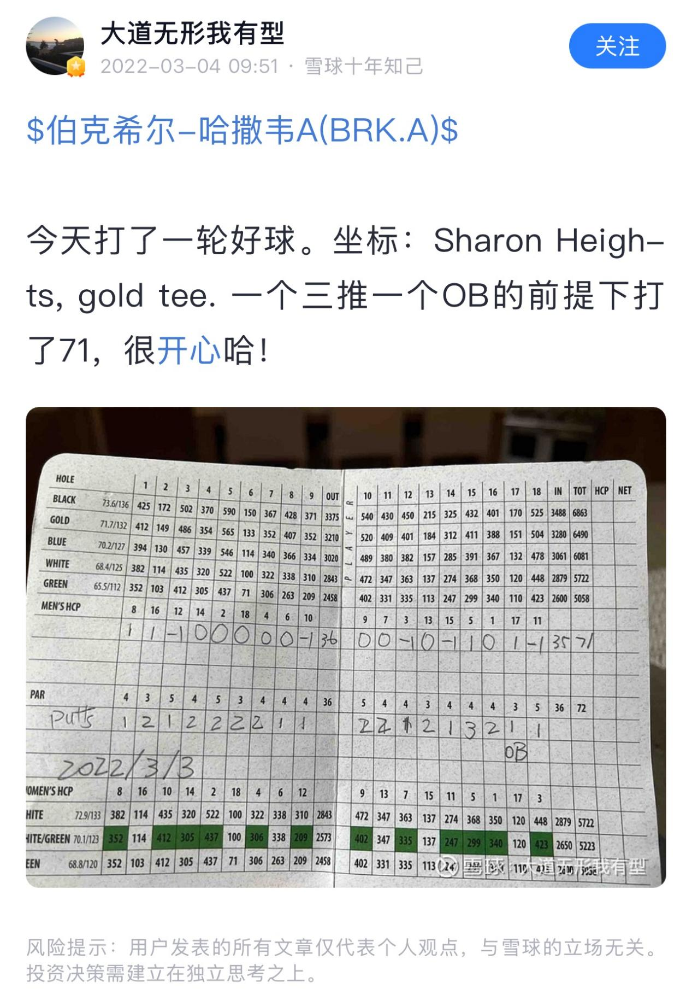 大道无形我有型
2022-03-04 09:51 · 雪球十年知己
关注
$伯克希尔-哈撒韦A(BRK.A)$
今天打了一轮好球。坐标：Sharon Heigh-
ts, gold tee. 一个三推一个OB的前提下打
了71，很开心哈！
HOLE 1 2 3 4 5 6 7 8 9 OUT PLAYER 10 11 12 13 14 15 16 17 18 IN TOT HCP NET
BLACK 73.6/136 425 172 502 370 590 150 367 428 371 3375 540 430 450 215 325 432 401 170 525 3488 6863
GOLD 71.7/132 412 149 486 354 565 133 352 407 352 3210 520 409 401 184 312 411 388 151 504 3280 6490
BLUE 70.2/127 394 130 457 339 546 114 340 366 334 3020 489 380 382 157 285 391 367 132 478 3061 6081
WHITE 68.4/125 382 114 435 320 522 100 322 338 310 2843 472 347 363 137 274 368 350 120 448 2879 5722
GREEN 65.5/112 352 103 412 305 437 71 306 263 209 2458 402 331 335 113 247 299 340 110 423 2600 5058
MEN'S HCP 8 16 12 14 2 18 4 6 10 9 7 3 13 15 5 1 17 11
1 1 -1 0 0 0 0 0 -1 36 0 0 -1 0 -1 1 0 1 -1 35 71
PAR 4 3 5 4 5 3 4 4 4 36 5 4 4 3 4 4 4 3 5 36 72
Putts 1 2 1 2 2 2 2 1 1 2 2 1 2 1 3 2 1 1
OB
2022/3/3
OMEN'S HCP 8 16 10 14 2 18 4 6 12 9 13 7 15 11 5 1 17 3
HITE 72.9/133 382 114 435 320 522 100 322 338 310 2843 472 347 363 137 274 368 350 120 448 2879 5722
HITE/GREEN 70.1/123 352 114 412 305 437 100 306 338 209 2573 402 347 335 137 247 299 340 120 423 2650 5223
EEN 68.8/120 352 103 412 305 437 71 306 263 209 2458 402 331 335 113 110 2600 5058
雪球：大道无形我有型
风险提示：用户发表的所有文章仅代表个人观点，与雪球的立场无关。
投资决策需建立在独立思考之上。